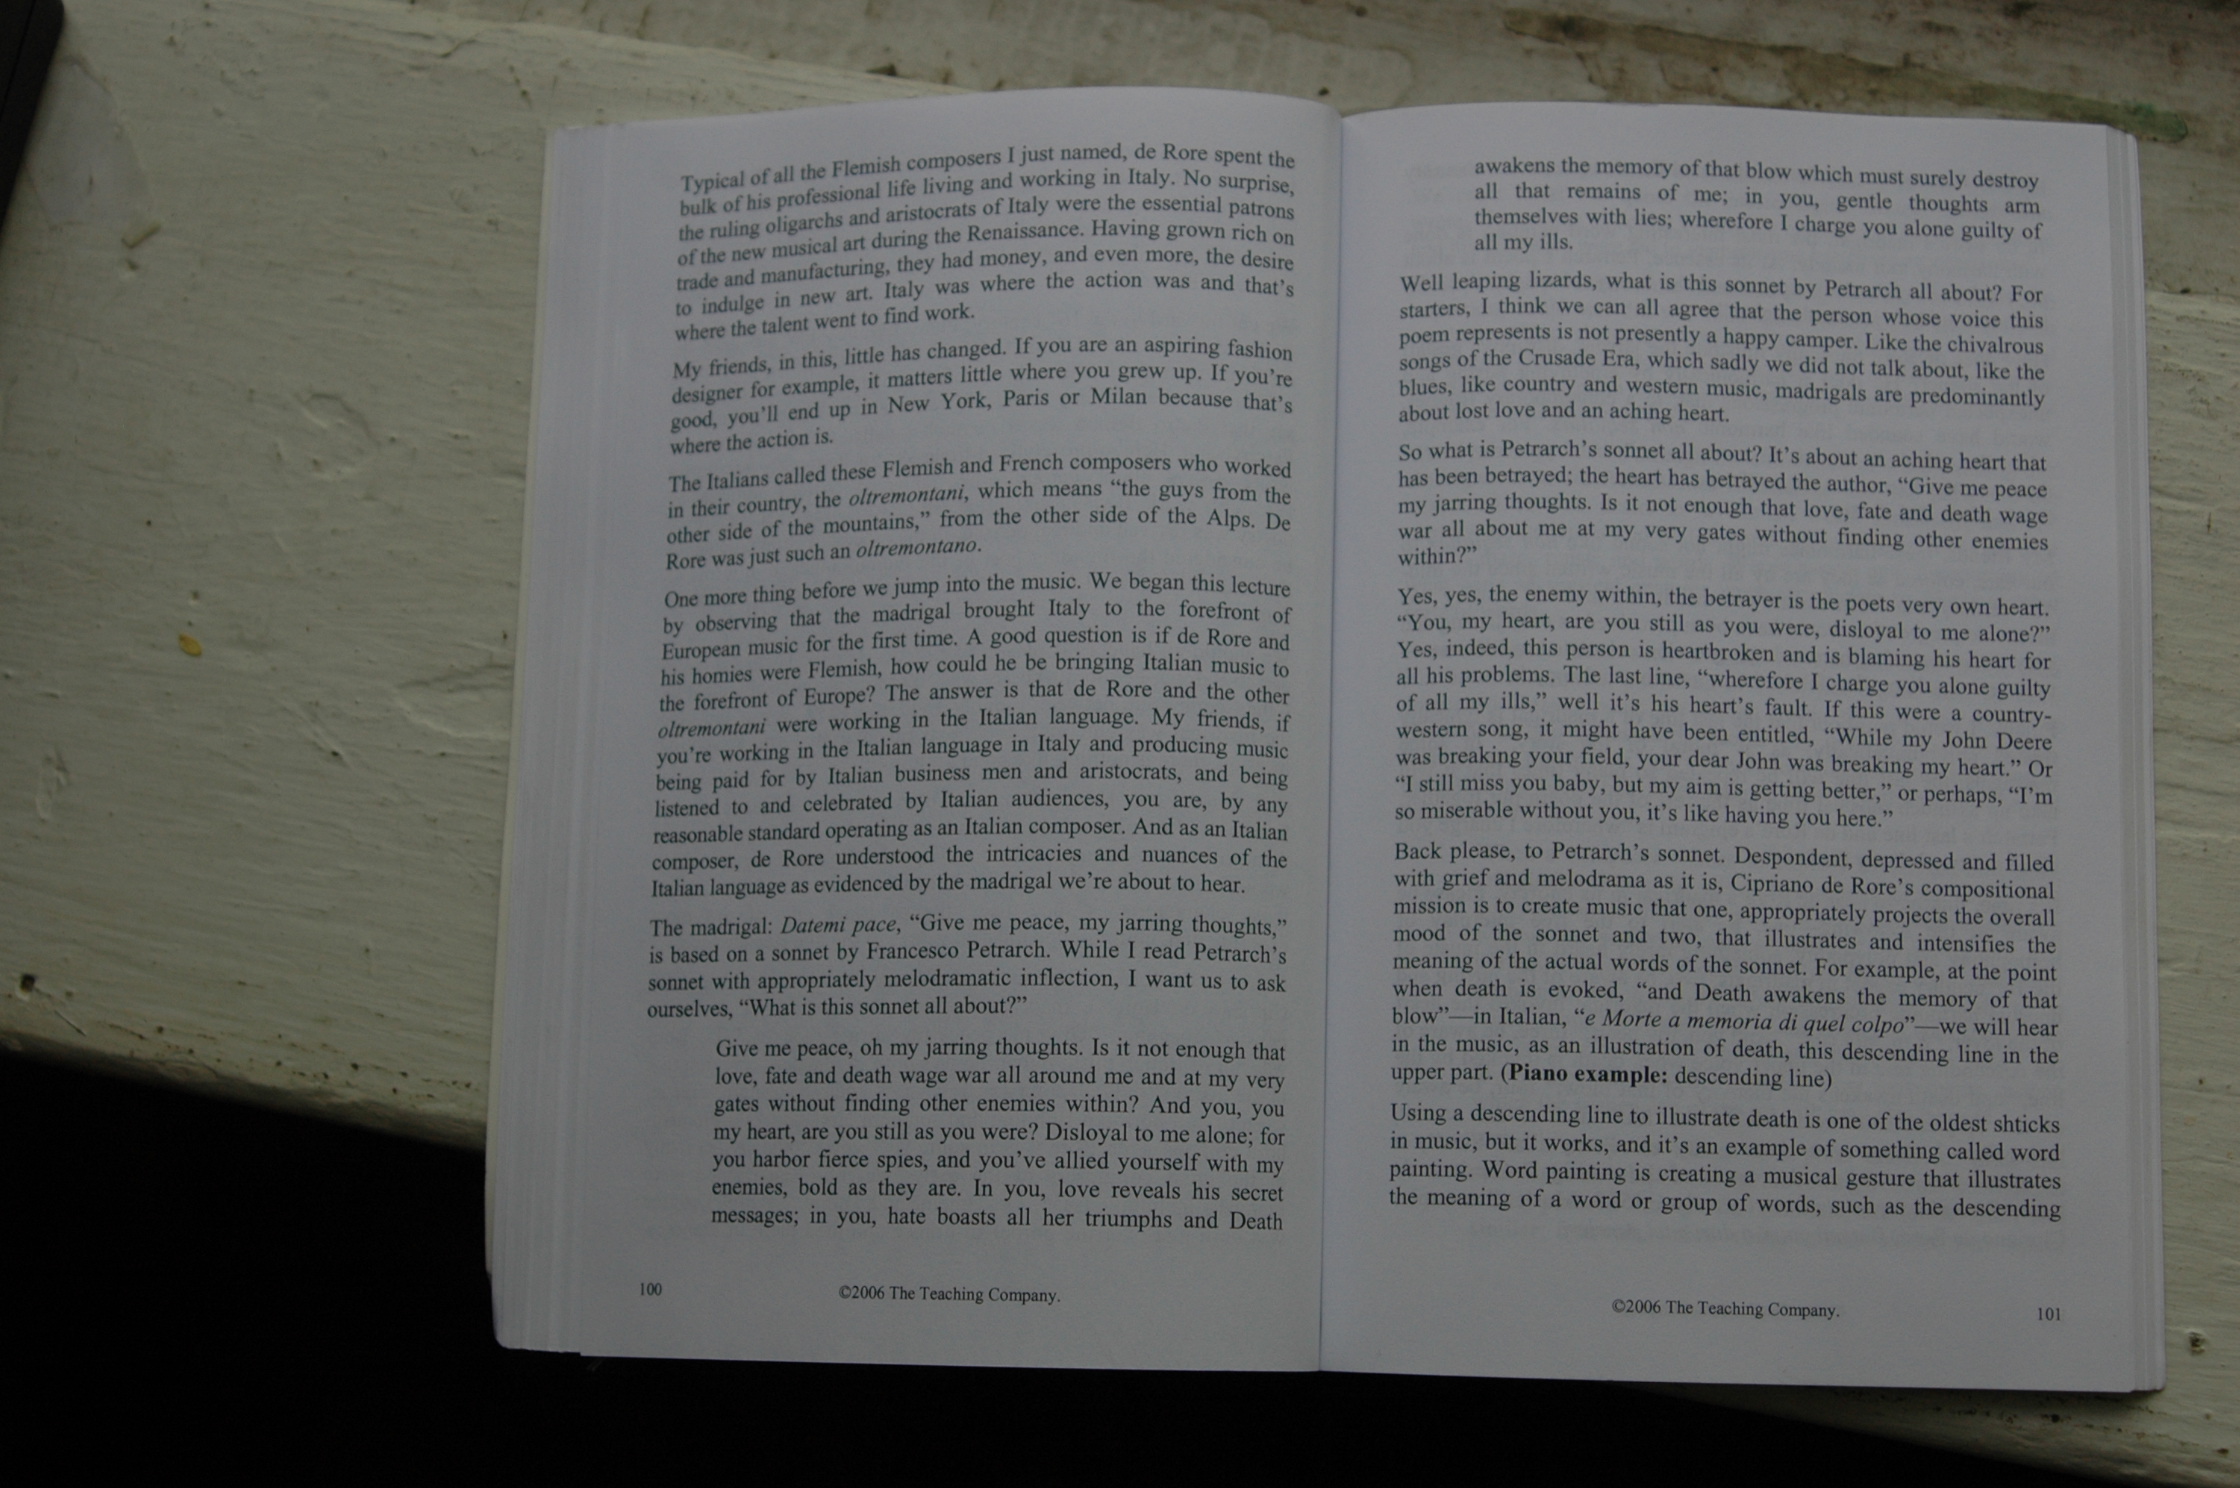 Typical of all the Flemish composers I just named, de Rore spent the
bulk of his professional life living and working in Italy. No surprise,
the ruling oligarchs and aristocrats of Italy were the essential patrons
of the new musical art during the Renaissance. Having grown rich on
trade and manufacturing, they had money, and even more, the desire
to indulge in new art. Italy was where the action was and that's
where the talent went to find work.
My friends, in this, little has changed. If you are an aspiring fashion
designer for example, it matters little where you grew up. If you're
good, you'll end up in New York, Paris or Milan because that's
where the action is.
The Italians called these Flemish and French composers who worked
in their country, the oltremontani, which means “the guys from the
other side of the mountains,” from the other side of the Alps. De
Rore was just such an oltremontano.
One more thing before we jump into the music. We began this lecture
by observing that the madrigal brought Italy to the forefront of
European music for the first time. A good question is if de Rore and
his homies were Flemish, how could he be bringing Italian music to
the forefront of Europe? The answer is that de Rore and the other
oltremontani were working in the Italian language. My friends, if
you're working in the Italian language in Italy and producing music
being paid for by Italian business men and aristocrats, and being
listened to and celebrated by Italian audiences, you are, by any
reasonable standard operating as an Italian composer. And as an Italian
composer, de Rore understood the intricacies and nuances of the
Italian language as evidenced by the madrigal we're about to hear.
The madrigal: Datemi pace, “Give me peace, my jarring thoughts,”
is based on a sonnet by Francesco Petrarch. While I read Petrarch's
sonnet with appropriately melodramatic inflection, I want us to ask
ourselves, “What is this sonnet all about?”
Give me peace, oh my jarring thoughts. Is it not enough that
love, fate and death wage war all around me and at my very
gates without finding other enemies within? And you, you
my heart, are you still as you were? Disloyal to me alone; for
you harbor fierce spies, and you've allied yourself with my
enemies, bold as they are. In you, love reveals his secret
messages; in you, hate boasts all her triumphs and Death
100
©2006 The Teaching Company.
awakens the memory of that blow which must surely destroy
all that remains of me; in you, gentle thoughts arm
themselves with lies; wherefore I charge you alone guilty of
all my ills.
Well leaping lizards, what is this sonnet by Petrarch all about? For
starters, I think we can all agree that the person whose voice this
poem represents is not presently a happy camper. Like the chivalrous
songs of the Crusade Era, which sadly we did not talk about, like the
blues, like country and western music, madrigals are predominantly
about lost love and an aching heart.
So what is Petrarch's sonnet all about? It's about an aching heart that
has been betrayed; the heart has betrayed the author, “Give me peace
my jarring thoughts. Is it not enough that love, fate and death wage
war all about me at my very gates without finding other enemies
within?”
Yes, yes, the enemy within, the betrayer is the poets very own heart.
“You, my heart, are you still as you were, disloyal to me alone?”
Yes, indeed, this person is heartbroken and is blaming his heart for
all his problems. The last line, “wherefore I charge you alone guilty
of all my ills,” well it's his heart's fault. If this were a country-
western song, it might have been entitled, “While my John Deere
was breaking your field, your dear John was breaking my heart.” Or
“I still miss you baby, but my aim is getting better,” or perhaps, “I'm
so miserable without you, it's like having you here.”
Back please, to Petrarch's sonnet. Despondent, depressed and filled
with grief and melodrama as it is, Cipriano de Rore's compositional
mission is to create music that one, appropriately projects the overall
mood of the sonnet and two, that illustrates and intensifies the
meaning of the actual words of the sonnet. For example, at the point
when death is evoked, “and Death awakens the memory of that
blow”—in Italian, “e Morte a memoria di quel colpo”—we will hear
in the music, as an illustration of death, this descending line in the
upper part. (Piano example: descending line)
Using a descending line to illustrate death is one of the oldest shticks
in music, but it works, and it's an example of something called word
painting. Word painting is creating a musical gesture that illustrates
the meaning of a word or group of words, such as the descending
©2006 The Teaching Company.
101